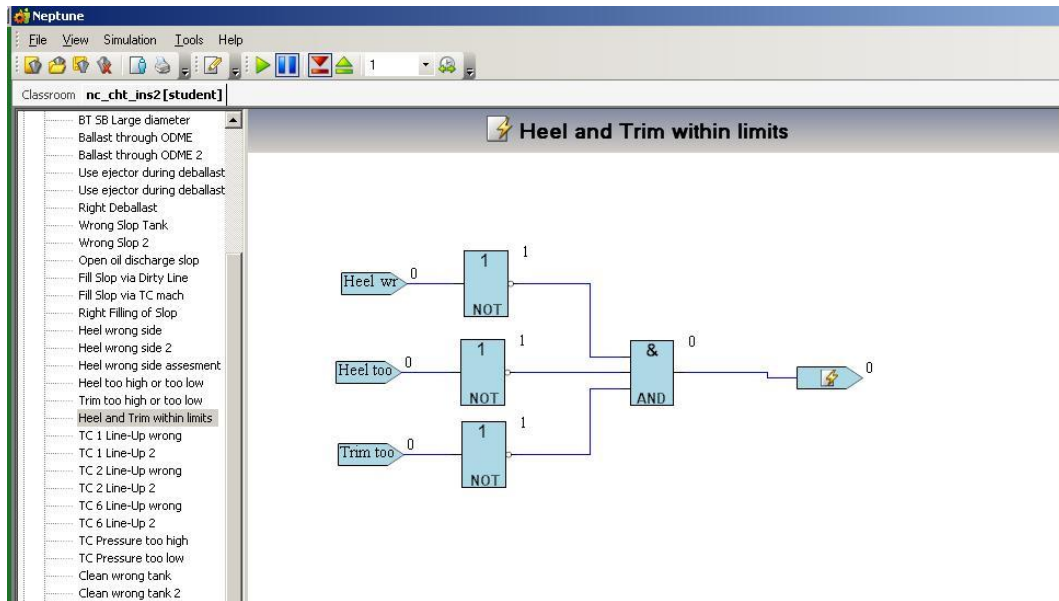 Neptune
File View Simulation Tools Help
1
Classroom nc_cht_ins2 [student]
BT SB Large diameter
Ballast through ODME
Ballast through ODME 2
Use ejector during deballast
Use ejector during deballast
Right Deballast
Wrong Slop Tank
Wrong Slop 2
Open oil discharge slop
Fill Slop via Dirty Line
Fill Slop via TC mach
Right Filling of Slop
Heel wrong side
Heel wrong side 2
Heel wrong side assesment
Heel too high or too low
Trim too high or too low
Heel and Trim within limits
TC 1 Line-Up wrong
TC 1 Line-Up 2
TC 2 Line-Up wrong
TC 2 Line-Up 2
TC 6 Line-Up wrong
TC 6 Line-Up 2
TC Pressure too high
TC Pressure too low
Clean wrong tank
Clean wrong tank 2
Heel and Trim within limits
Heel wr 0 1 NOT 1
Heel too 0 1 NOT 1
Trim too 0 1 NOT 1
& AND 0
0